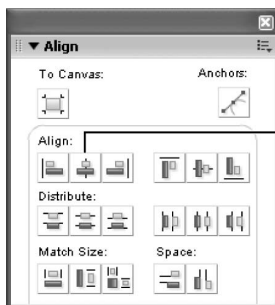 Align
To Canvas: Anchors:
Align:
Distribute:
Match Size: Space: